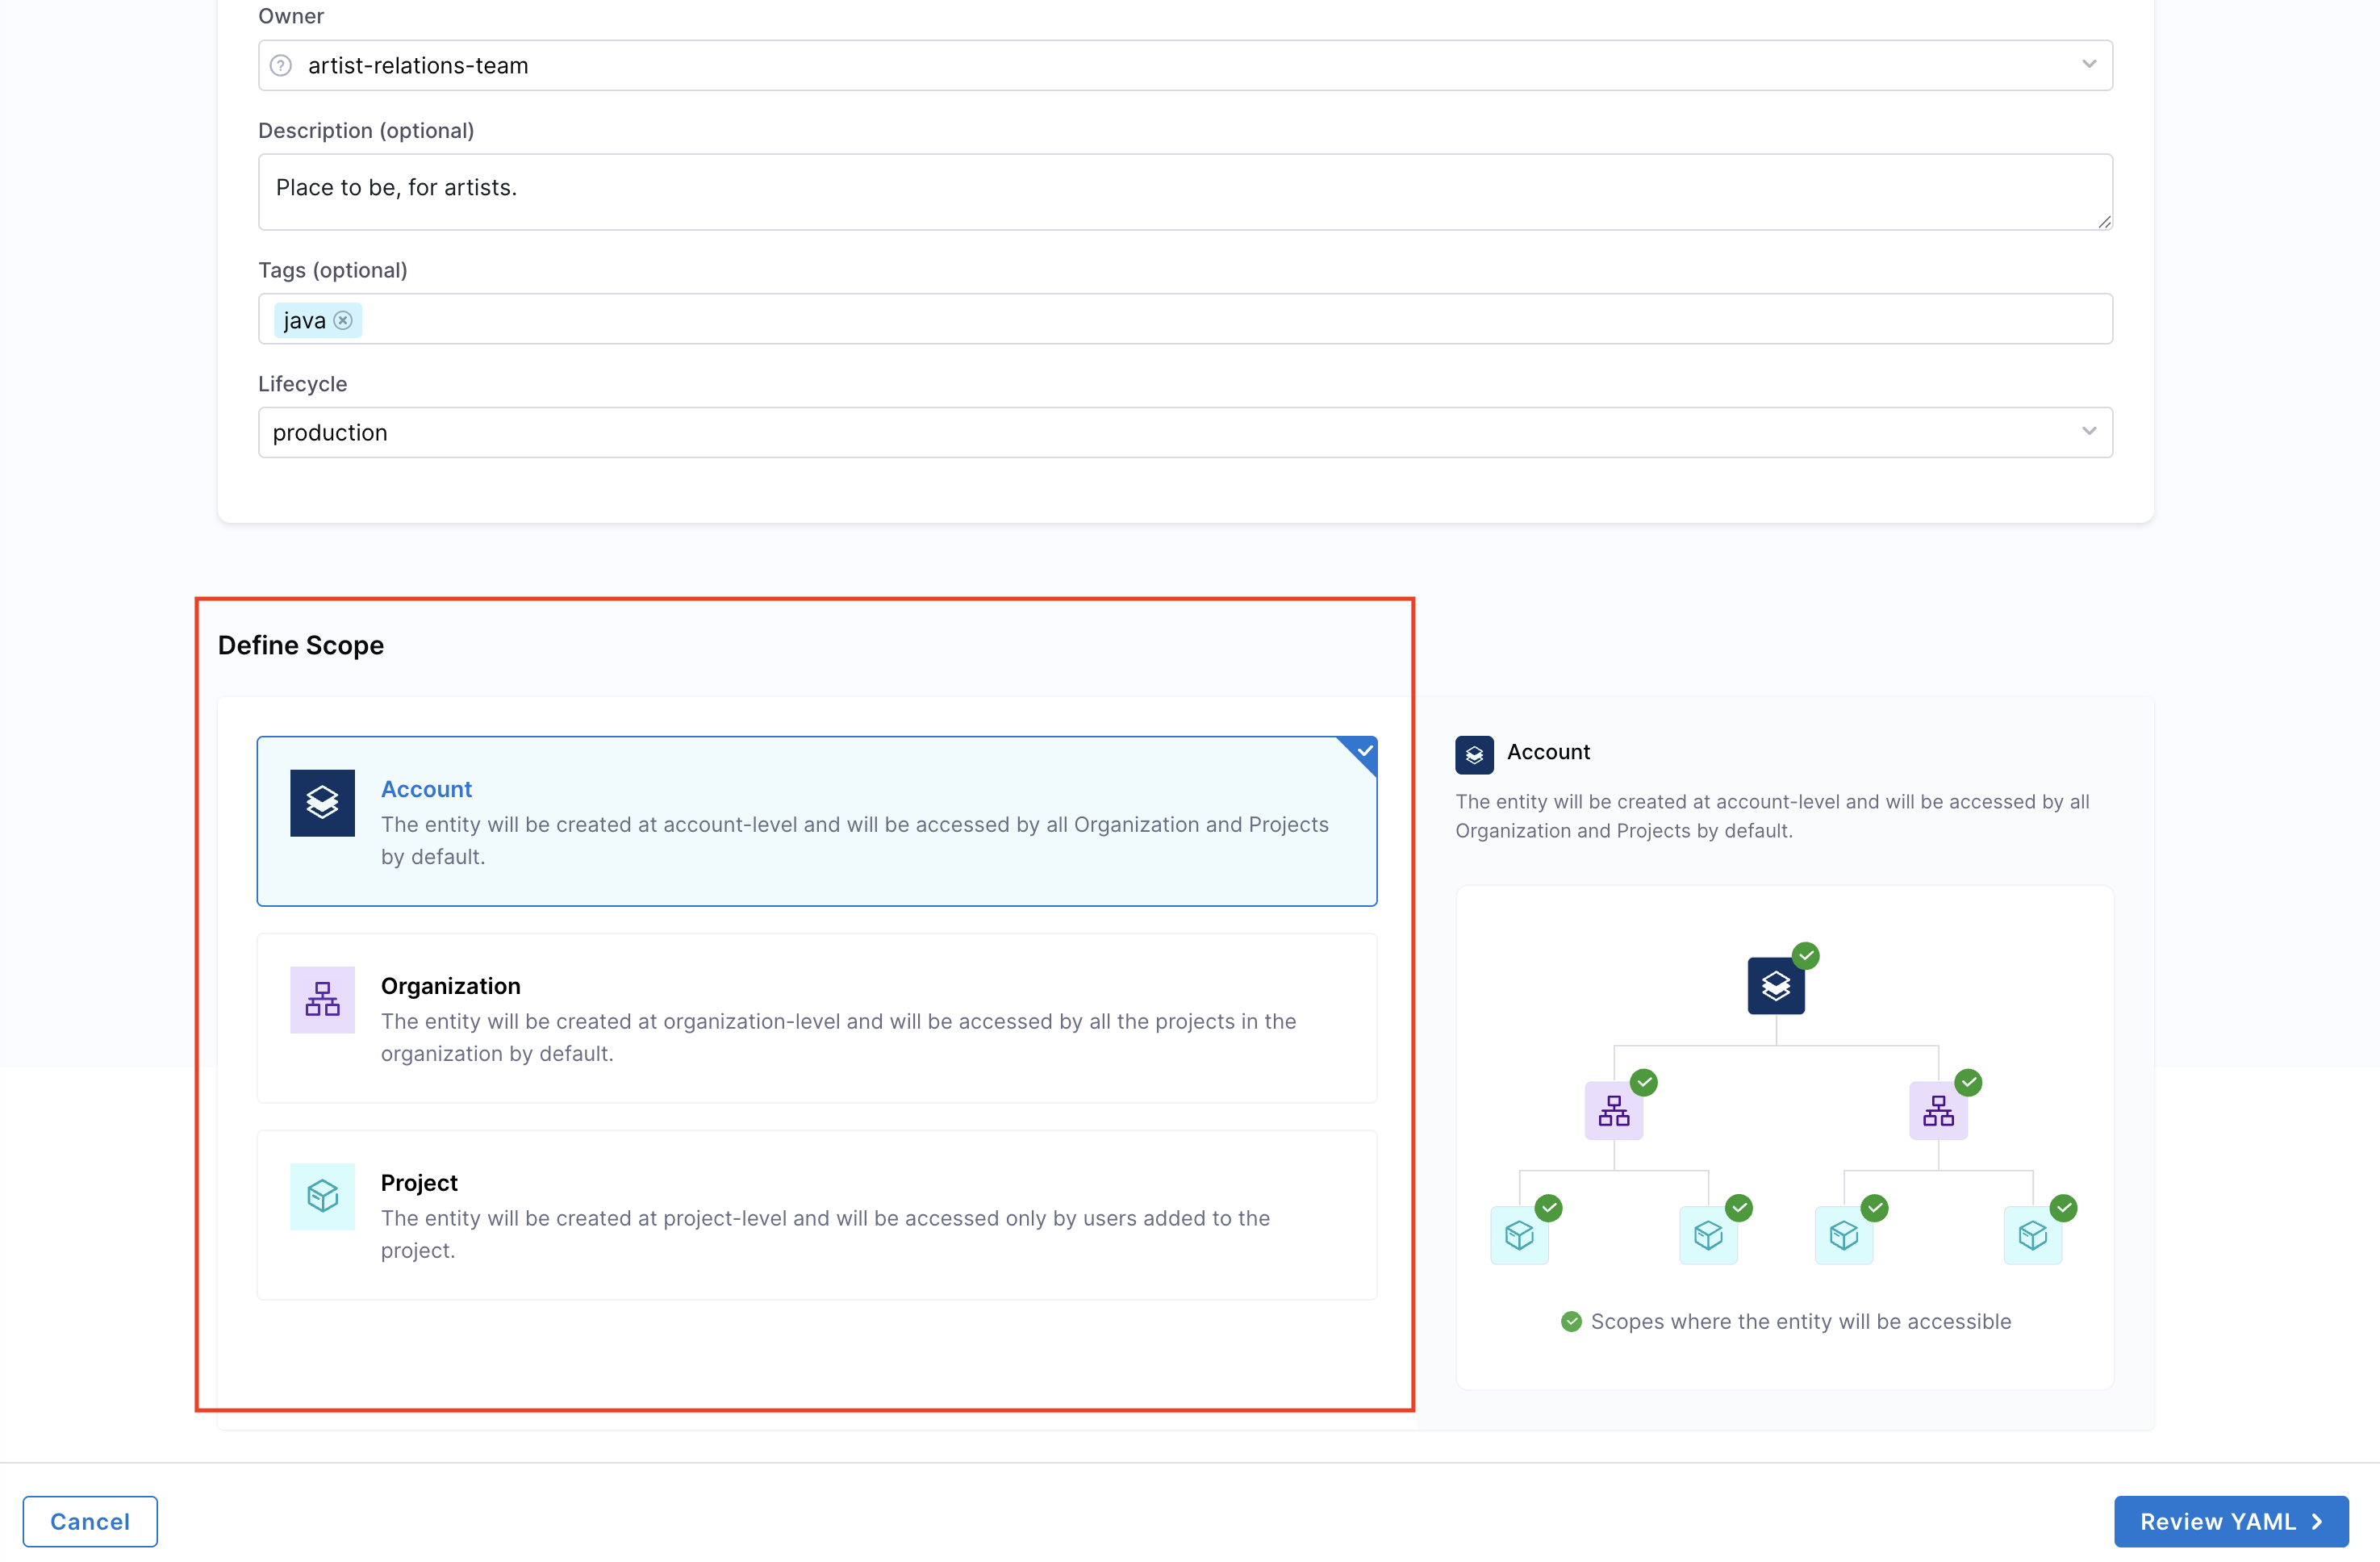 Owner
artist-relations-team
Description (optional)
Place to be, for artists.
Tags (optional)
java
Lifecycle
production
Define Scope
Account
The entity will be created at account-level and will be accessed by all Organization and Projects
by default.
Organization
The entity will be created at organization-level and will be accessed by all the projects in the
organization by default.
Project
The entity will be created at project-level and will be accessed only by users added to the
project.
Account
The entity will be created at account-level and will be accessed by all
Organization and Projects by default.
Scopes where the entity will be accessible
Cancel
Review YAML